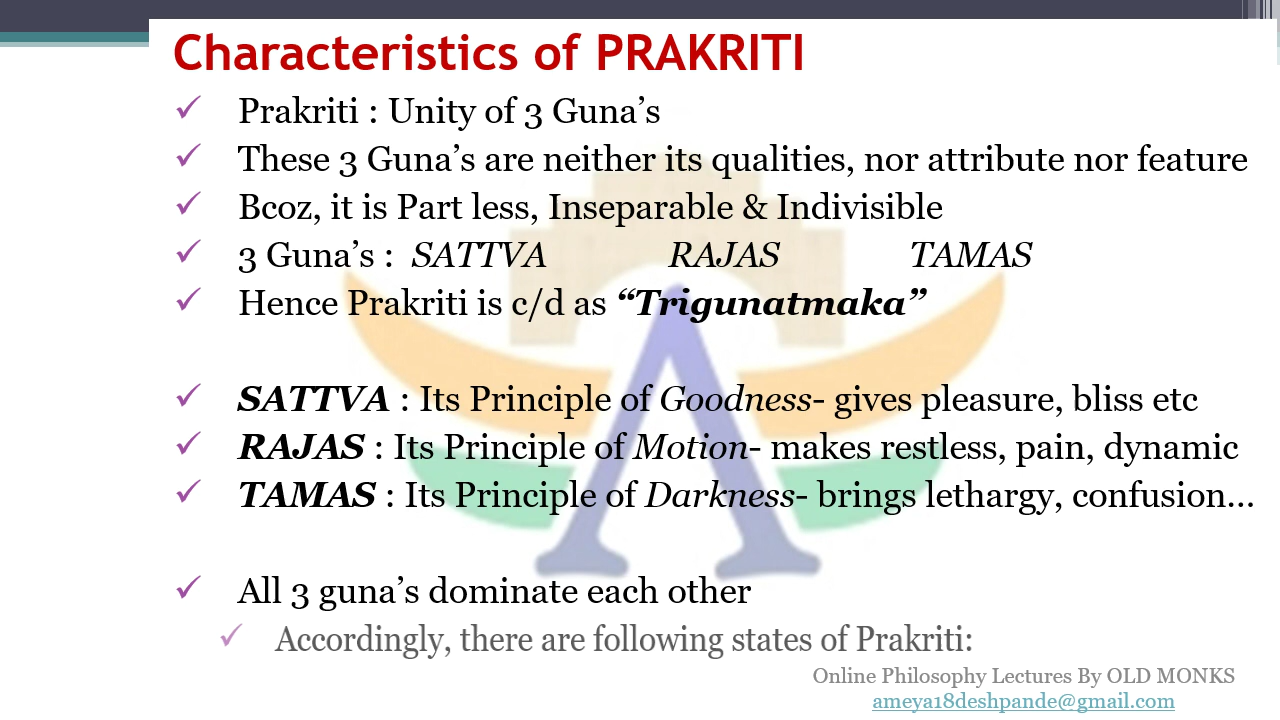 Characteristics of PRAKRITI
✓ Prakriti : Unity of 3 Guna’s
✓ These 3 Guna’s are neither its qualities, nor attribute nor feature
✓ Bcoz, it is Part less, Inseparable & Indivisible
✓ 3 Guna’s : SATTVA RAJAS TAMAS
✓ Hence Prakriti is c/d as “Trigunatmaka”
✓ SATTVA : Its Principle of Goodness- gives pleasure, bliss etc
✓ RAJAS : Its Principle of Motion- makes restless, pain, dynamic
✓ TAMAS : Its Principle of Darkness- brings lethargy, confusion...
✓ All 3 guna’s dominate each other
✓ Accordingly, there are following states of Prakriti:
Online Philosophy Lectures By OLD MONKS
ameya18deshpande@gmail.com